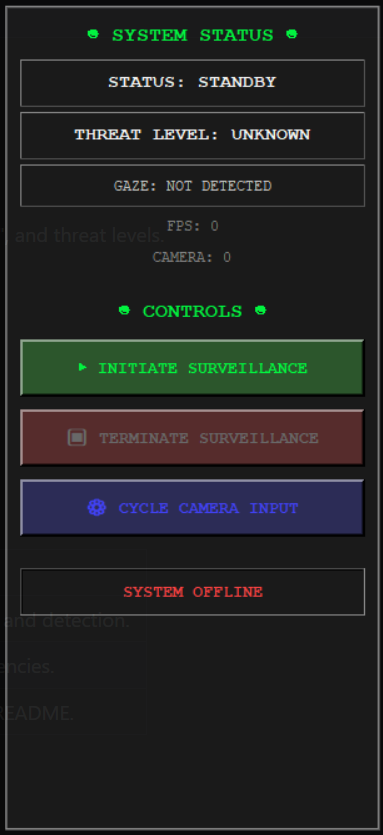 SYSTEM STATUS
STATUS: STANDBY
THREAT LEVEL: UNKNOWN
GAZE: NOT DETECTED
FPS: 0
and threat levels.
CAMERA: 0
CONTROLS
INITIATE SURVEILLANCE
TERMINATE SURVEILLANCE
CYCLE CAMERA INPUT
SYSTEM OFFLINE
and detection.
encies.
README.